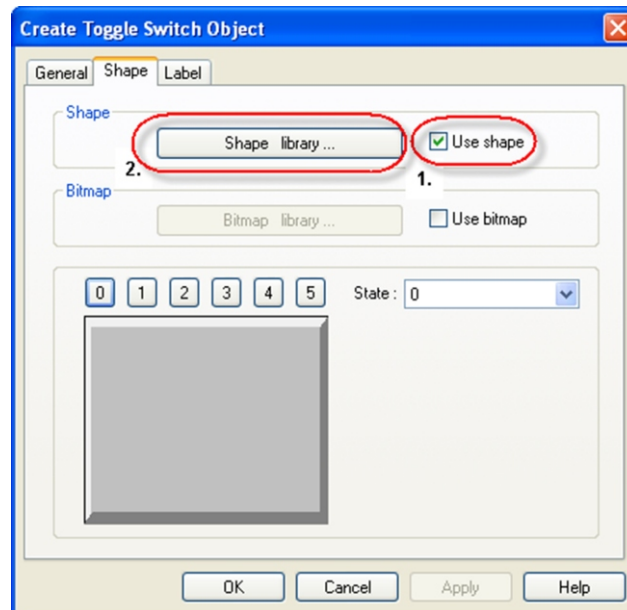 Create Toggle Switch Object
General Shape Label
Shape
Shape library ... Use shape
2. 1.
Bitmap
Bitmap library ... Use bitmap
0 1 2 3 4 5 State : 0
OK Cancel Apply Help